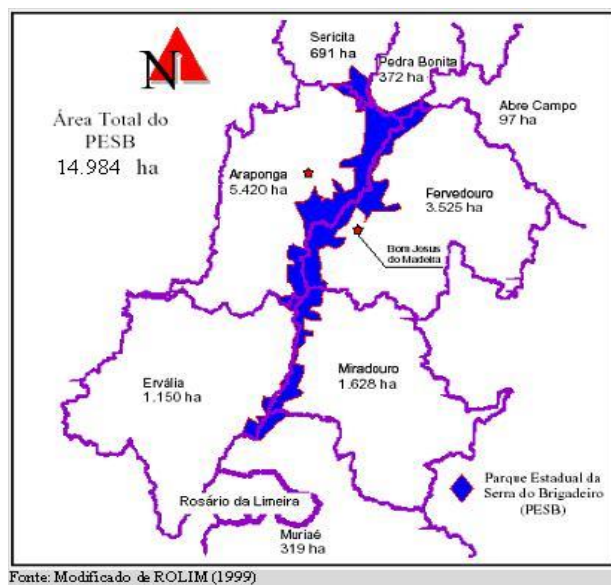 Sericita
691 ha
Pedra Bonita
372 ha
N
Abre Campo
97 ha
Área Total do
PESB
14.984 ha
Araponga
5.420 ha
Fervedouro
3.525 ha
Bom Jesus
do Madeira
Ervália
1.150 ha
Miradouro
1.628 ha
Rosário da Limeira
Muriaé
319 ha
Parque Estadual da
Serra do Brigadeiro
(PESB)
Fonte: Modificado de ROLIM (1999)